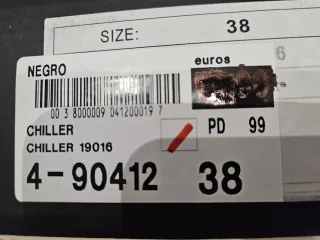 SIZE: 38
6
NEGRO
euros
00 3 8000009 041200019 7
CHILLER
PD 99
CHILLER 19016
4-90412 38